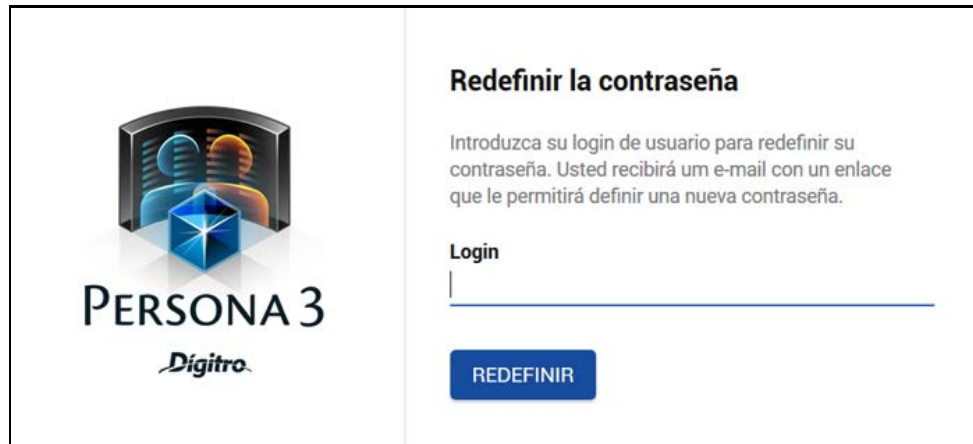 PERSONA 3
Dígitro
Redefinir la contraseña
Introduzca su login de usuario para redefinir su
contraseña. Usted recibirá um e-mail con un enlace
que le permitirá definir una nueva contraseña.
Login
REDEFINIR